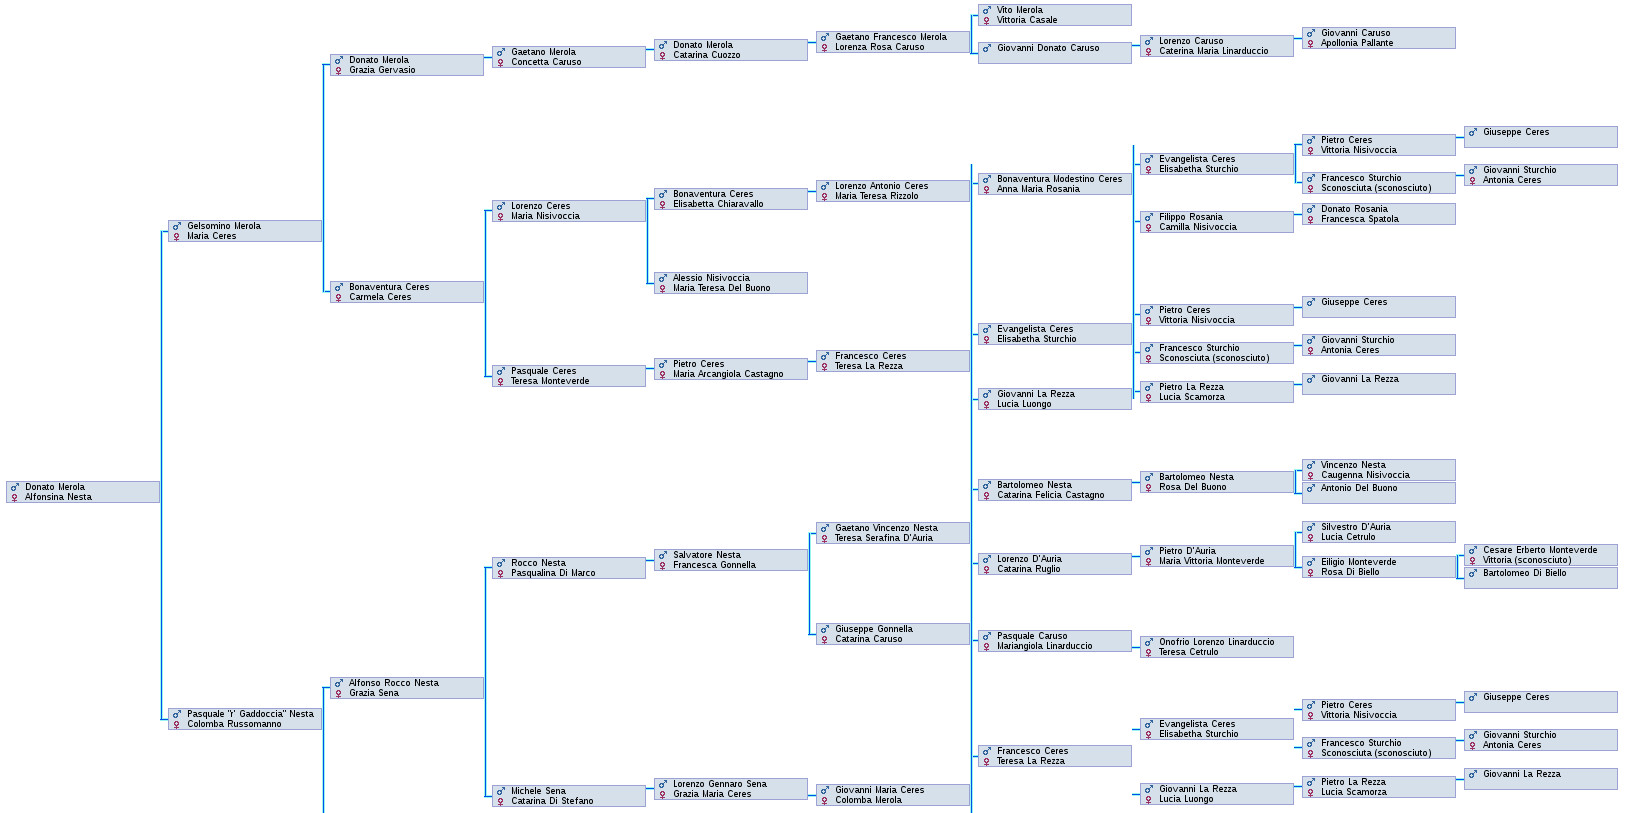 Donato Merola
Alfonsina Nesta
Gelsomino Merola
Maria Ceres
Pasquale "r' Gaddoccia" Nesta
Colomba Russomanno
Donato Merola
Grazia Gervasio
Bonaventura Ceres
Carmela Ceres
Alfonso Rocco Nesta
Grazia Sena
Gaetano Merola
Concetta Caruso
Lorenzo Ceres
Maria Nisivoccia
Pasquale Ceres
Teresa Monteverde
Rocco Nesta
Pasqualina Di Marco
Michele Sena
Catarina Di Stefano
Donato Merola
Catarina Cuozzo
Bonaventura Ceres
Elisabetta Chiaravallo
Alessio Nisivoccia
Maria Teresa Del Buono
Pietro Ceres
Maria Arcangiola Castagno
Salvatore Nesta
Francesca Gonnella
Lorenzo Gennaro Sena
Grazia Maria Ceres
Gaetano Francesco Merola
Lorenza Rosa Caruso
Lorenzo Antonio Ceres
Maria Teresa Rizzolo
Francesco Ceres
Teresa La Rezza
Gaetano Vincenzo Nesta
Teresa Serafina D'Auria
Giuseppe Gonnella
Catarina Caruso
Giovanni Maria Ceres
Colomba Merola
Vito Merola
Vittoria Casale
Giovanni Donato Caruso
Bonaventura Modestino Ceres
Anna Maria Rosania
Evangelista Ceres
Elisabetha Sturchio
Giovanni La Rezza
Lucia Luongo
Bartolomeo Nesta
Catarina Felicia Castagno
Lorenzo D'Auria
Catarina Ruglio
Pasquale Caruso
Mariangiola Linarduccio
Francesco Ceres
Teresa La Rezza
Lorenzo Caruso
Caterina Maria Linarduccio
Evangelista Ceres
Elisabetha Sturchio
Filippo Rosania
Camilla Nisivoccia
Pietro Ceres
Vittoria Nisivoccia
Francesco Sturchio
Sconosciuta (sconosciuto)
Pietro La Rezza
Lucia Scamorza
Bartolomeo Nesta
Rosa Del Buono
Pietro D'Auria
Maria Vittoria Monteverde
Onofrio Lorenzo Linarduccio
Teresa Cetrulo
Evangelista Ceres
Elisabetha Sturchio
Giovanni La Rezza
Lucia Luongo
Giovanni Caruso
Apollonia Pallante
Pietro Ceres
Vittoria Nisivoccia
Francesco Sturchio
Sconosciuta (sconosciuto)
Donato Rosania
Francesca Spatola
Giuseppe Ceres
Giovanni Sturchio
Antonia Ceres
Giovanni La Rezza
Vincenzo Nesta
Caugenna Nisivoccia
Antonio Del Buono
Silvestro D'Auria
Lucia Cetrulo
Elligio Monteverde
Rosa Di Biello
Pietro Ceres
Vittoria Nisivoccia
Francesco Sturchio
Sconosciuta (sconosciuto)
Pietro La Rezza
Lucia Scamorza
Giuseppe Ceres
Giovanni Sturchio
Antonia Ceres
Cesare Erberto Monteverde
Vittoria (sconosciuto)
Bartolomeo Di Biello
Giuseppe Ceres
Giovanni Sturchio
Antonia Ceres
Giovanni La Rezza